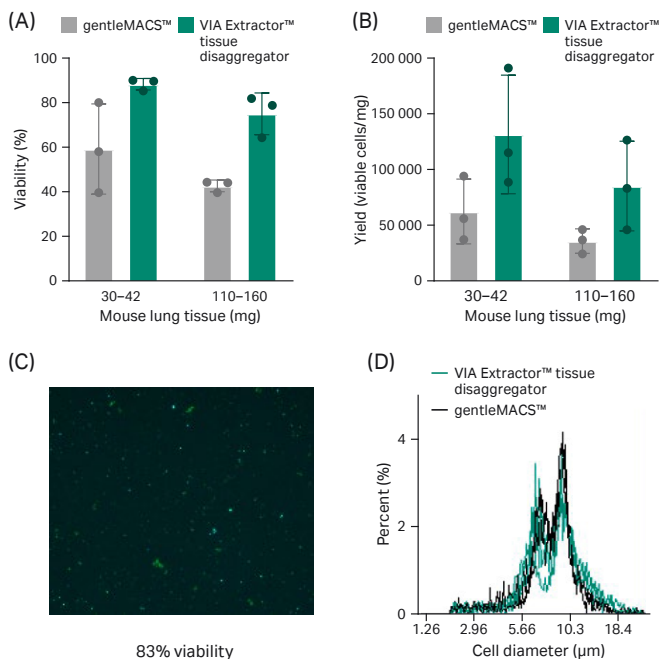 (A)
gentleMACS™
VIA Extractor™
tissue
disaggregator
Viability (%)
100
80
60
40
20
0
30–42
110–160
Mouse lung tissue (mg)
(B)
gentleMACS™
VIA Extractor™
tissue
disaggregator
Yield (viable cells/mg)
200 000
150 000
100 000
50 000
0
30–42
110–160
Mouse lung tissue (mg)
(C)
83% viability
(D)
VIA Extractor™ tissue
disaggregator
gentleMACS™
Percent (%)
4
2
0
1.26 2.96 5.66 10.3 18.4
Cell diameter (µm)